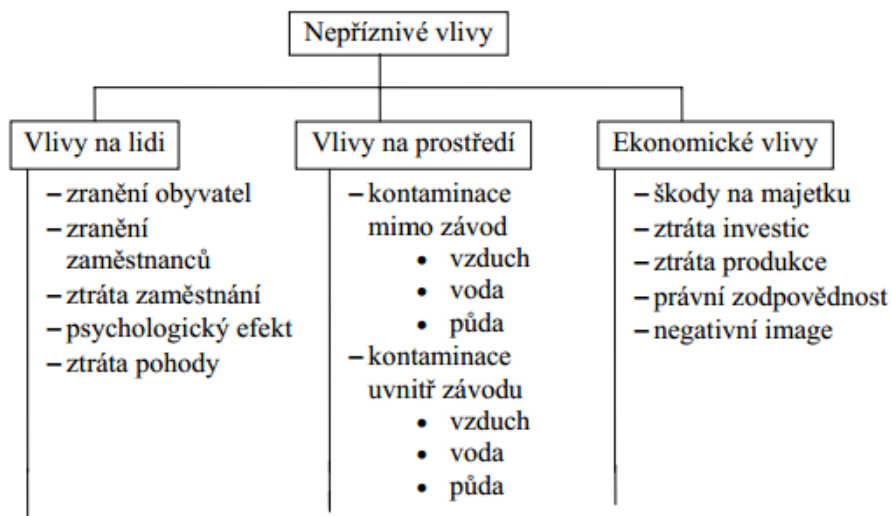 Nepříznivé vlivy
Vlivy na lidi
– zranění obyvatel
– zranění
zaměstnanců
– ztráta zaměstnání
– psychologický efekt
– ztráta pohody
Vlivy na prostředí
– kontaminace
mimo závod
• vzduch
• voda
• půda
– kontaminace
uvnitř závodu
• vzduch
• voda
• půda
Ekonomické vlivy
– škody na majetku
– ztráta investic
– ztráta produkce
– právní zodpovědnost
– negativní image